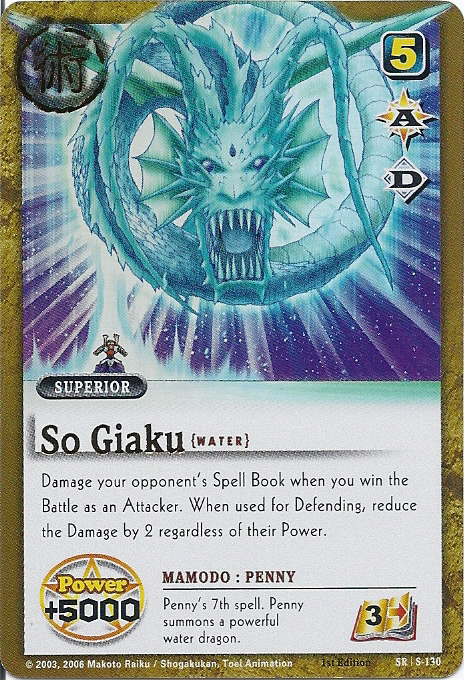 術
5
A
D
SUPERIOR
So Giaku {WATER}
Damage your opponent's Spell Book when you win the
Battle as an Attacker. When used for Defending, reduce
the Damage by 2 regardless of their Power.
Power
+5000
MAMODO : PENNY
Penny's 7th spell. Penny
summons a powerful
water dragon.
3
© 2003, 2006 Makoto Raiku / Shogakukan, Toei Animation
1st Edition
SR | S-130